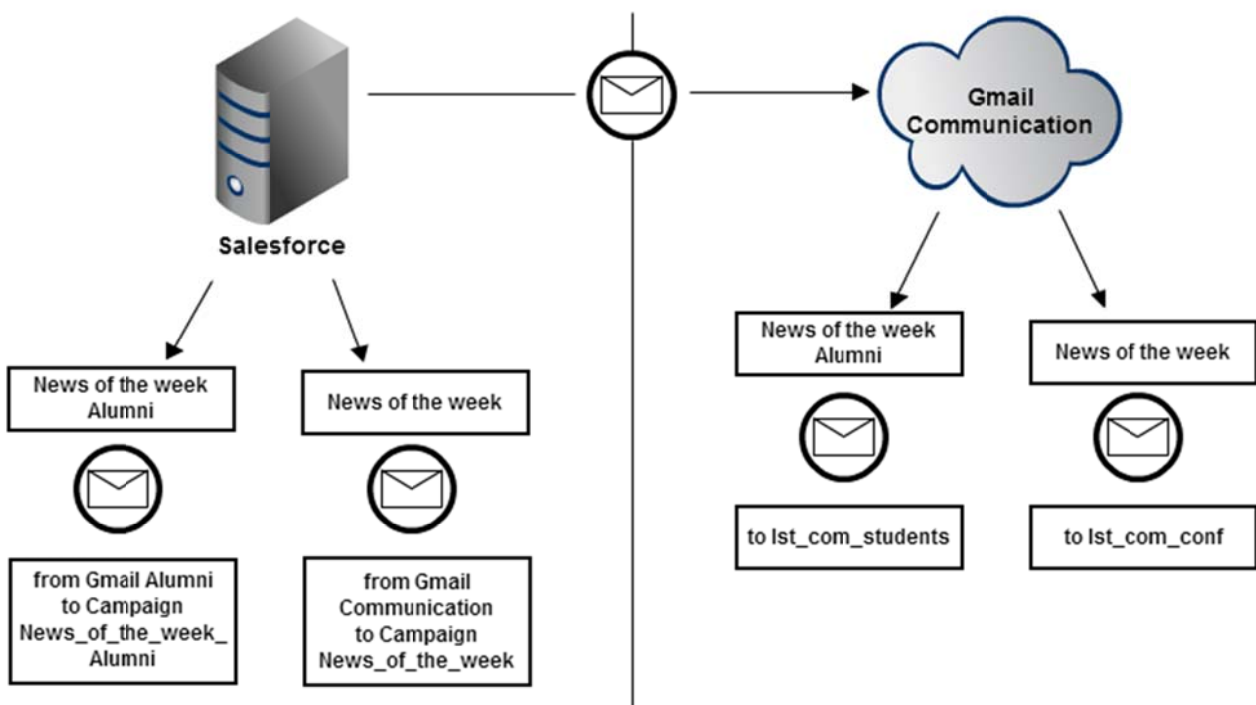 Gmail
Communication
Salesforce
News of the week
Alumni
News of the week
News of the week
Alumni
News of the week
to lst_com_students
to lst_com_conf
from Gmail Alumni
to Campaign
News_of_the_week_
Alumni
from Gmail
Communication
to Campaign
News_of_the_week